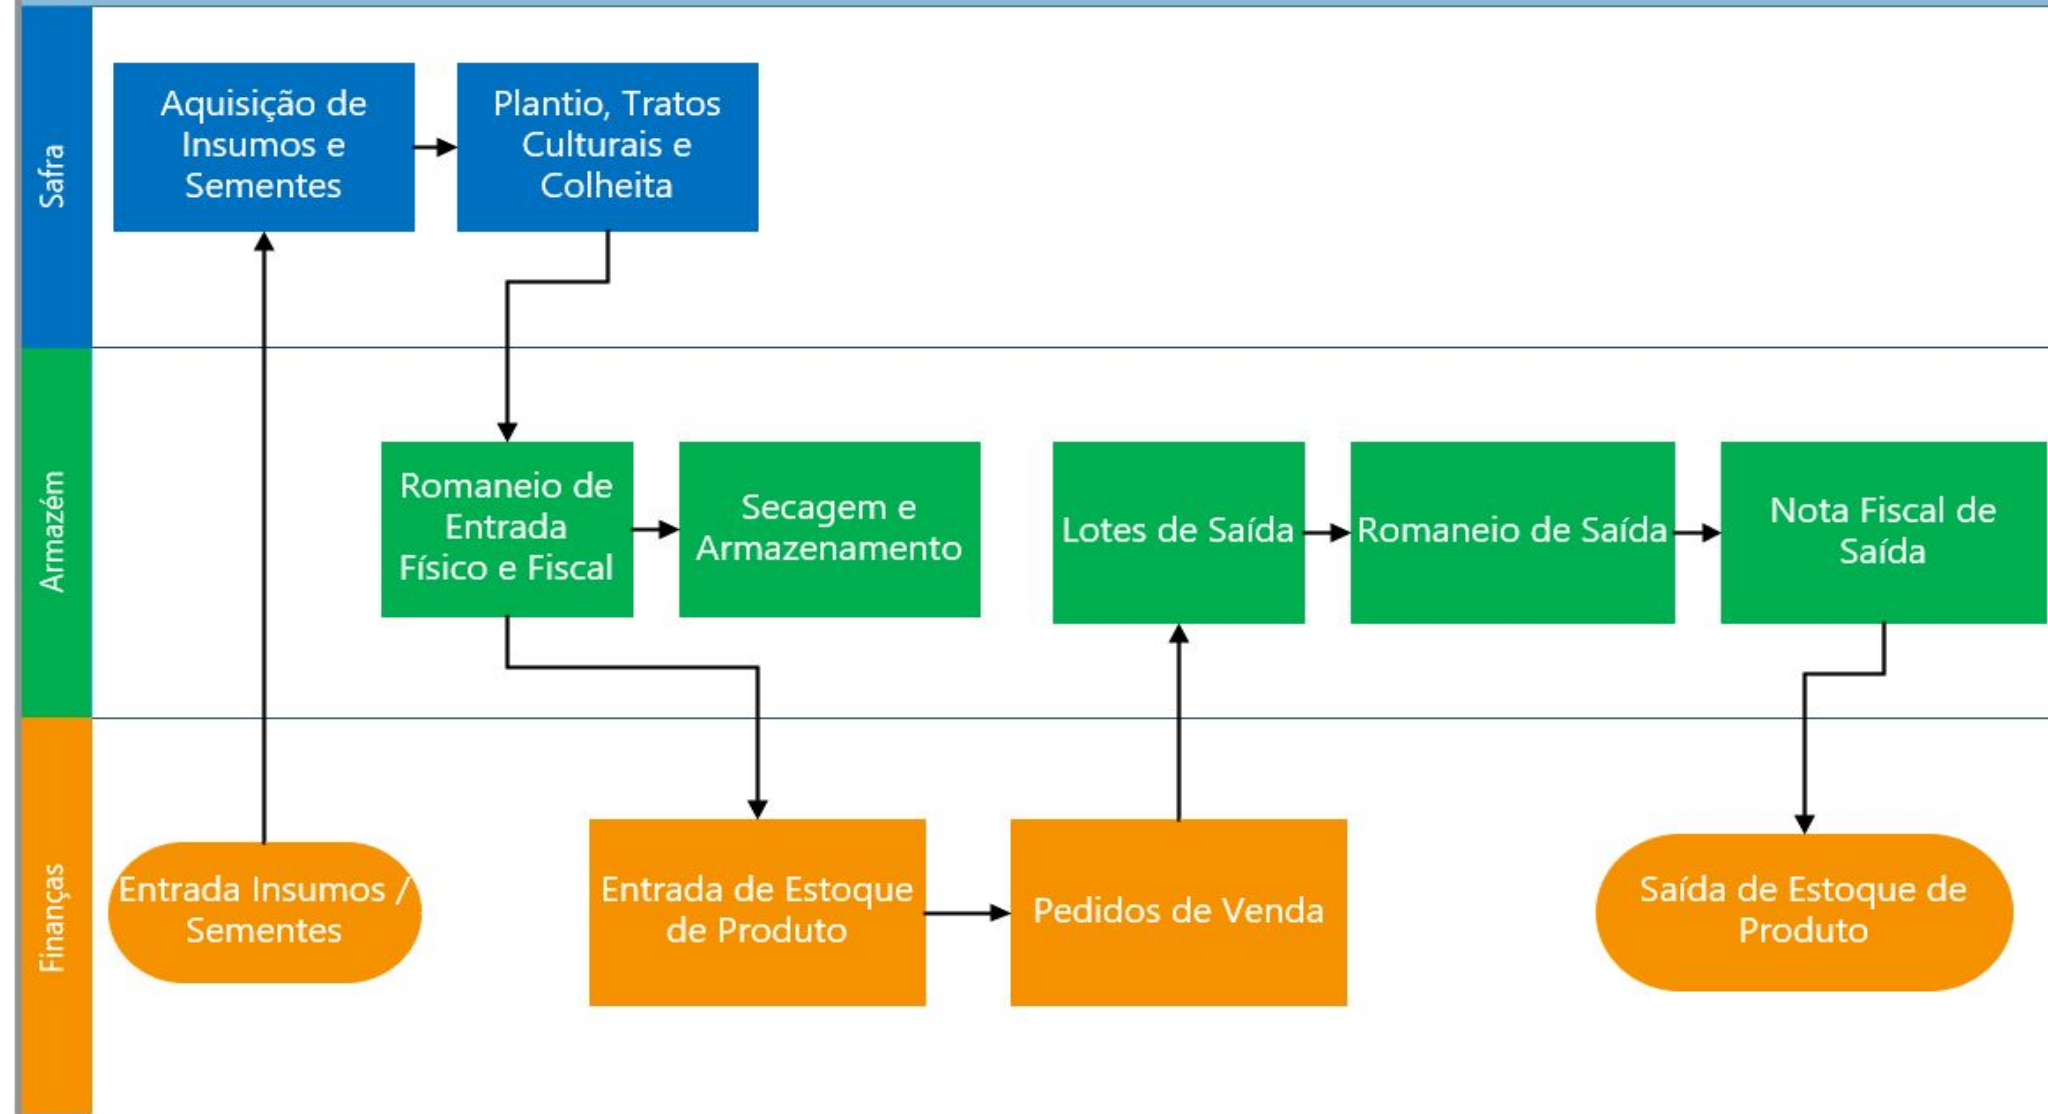 Safra
Aquisição de
Insumos e
Sementes
Plantio, Tratos
Culturais e
Colheita
Armazém
Romaneio de
Entrada
Físico e Fiscal
Secagem e
Armazenamento
Lotes de Saída
Romaneio de Saída
Nota Fiscal de
Saída
Finanças
Entrada Insumos /
Sementes
Entrada de Estoque
de Produto
Pedidos de Venda
Saída de Estoque de
Produto